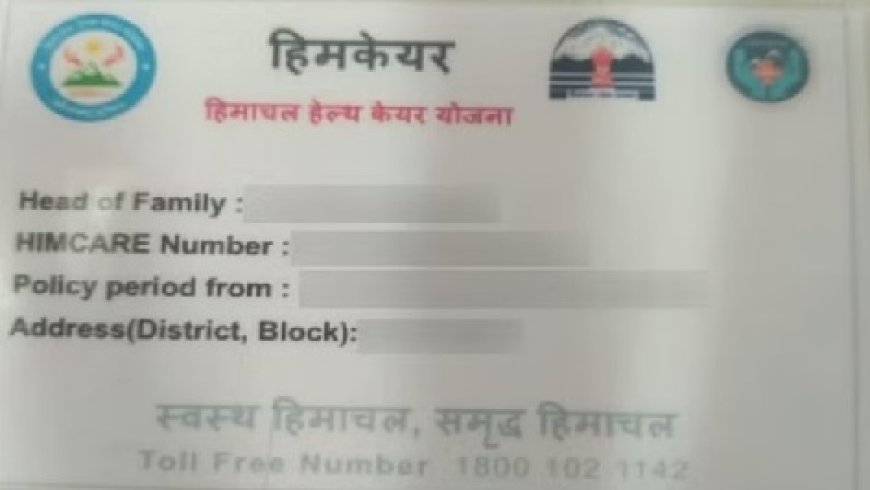 हिमकेयर
हिमाचल हेल्थ केयर योजना
Head of Family :
HIMCARE Number :
Policy period from :
Address(District, Block):
स्वस्थ हिमाचल, समृद्ध हिमाचल
Toll Free Number 1800 102 1142